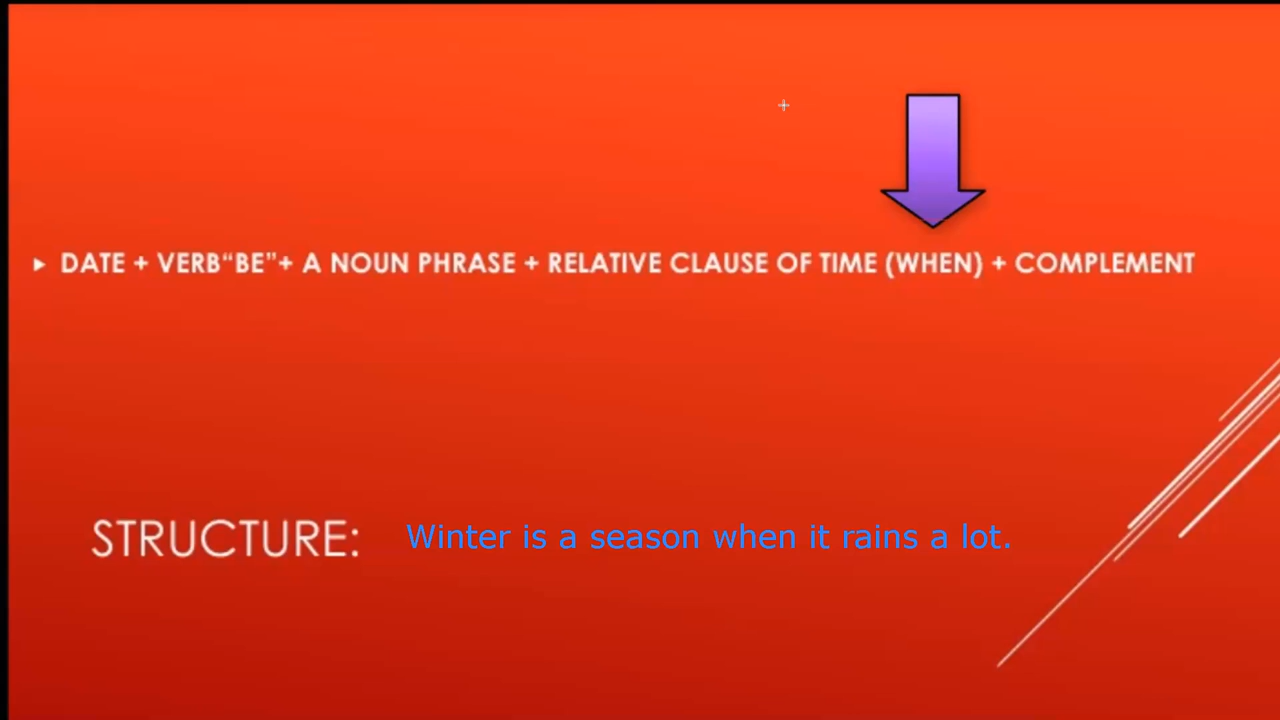 ▶ DATE + VERB“BE”+ A NOUN PHRASE + RELATIVE CLAUSE OF TIME (WHEN) + COMPLEMENT
STRUCTURE: Winter is a season when it rains a lot.